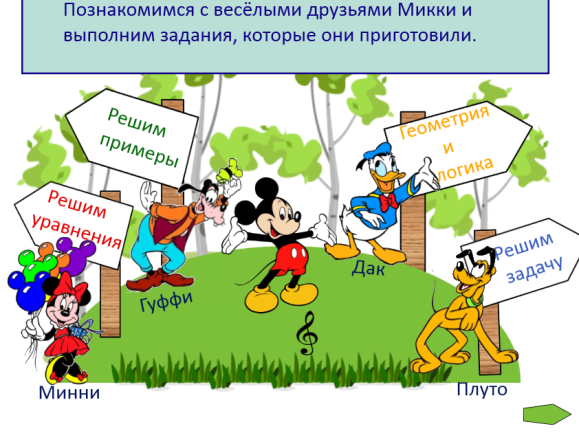 Познакомимся с весёлыми друзьями Микки и
выполним задания, которые они приготовили.
Решим
примеры
Геометрия
и
логика
Решим
уравнения
Решим
задачу
Гуффи
Дак
Минни
Плуто